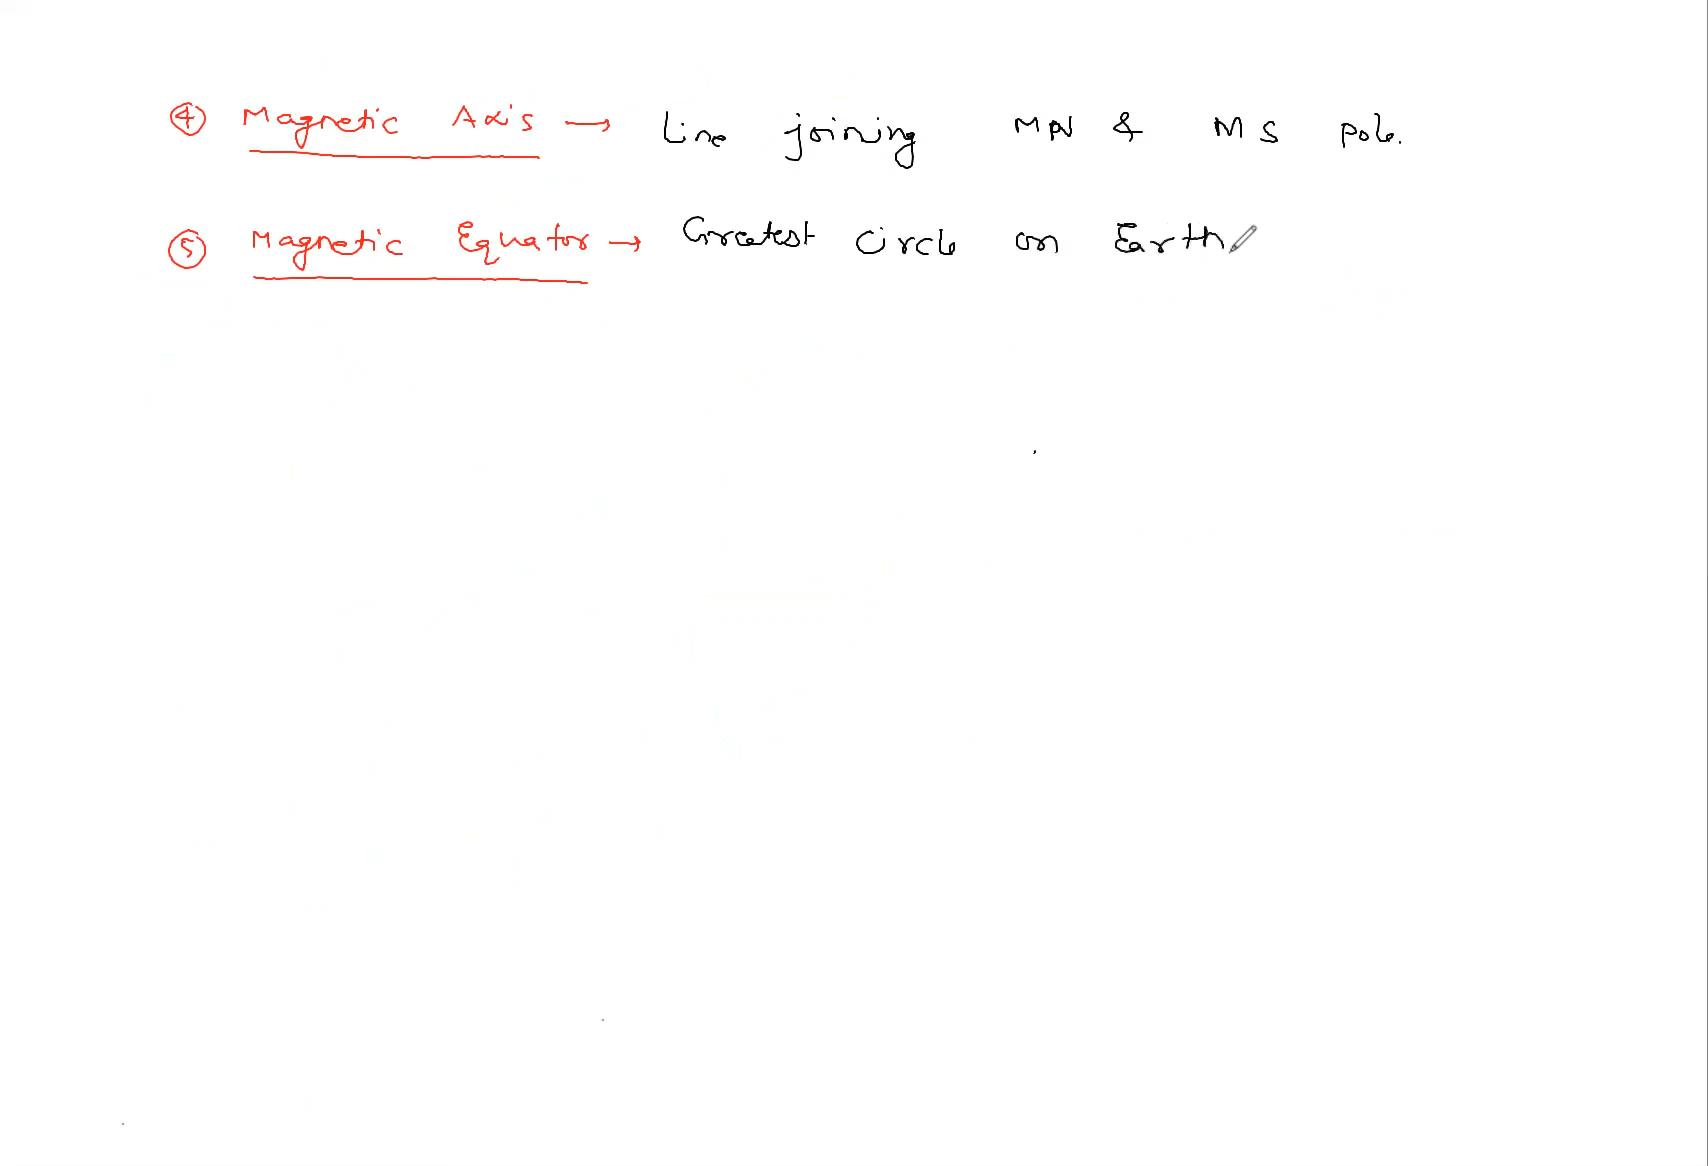 ④ Magnetic Axis → Line joining MN & MS pole.
⑤ Magnetic Equator → Greatest circle on Earth